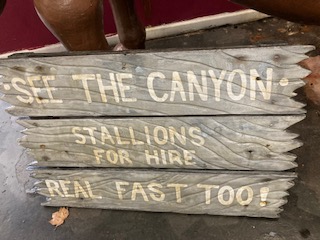 ·SEE THE CANYON·
STALLIONS
FOR HIRE
REAL FAST TOO!